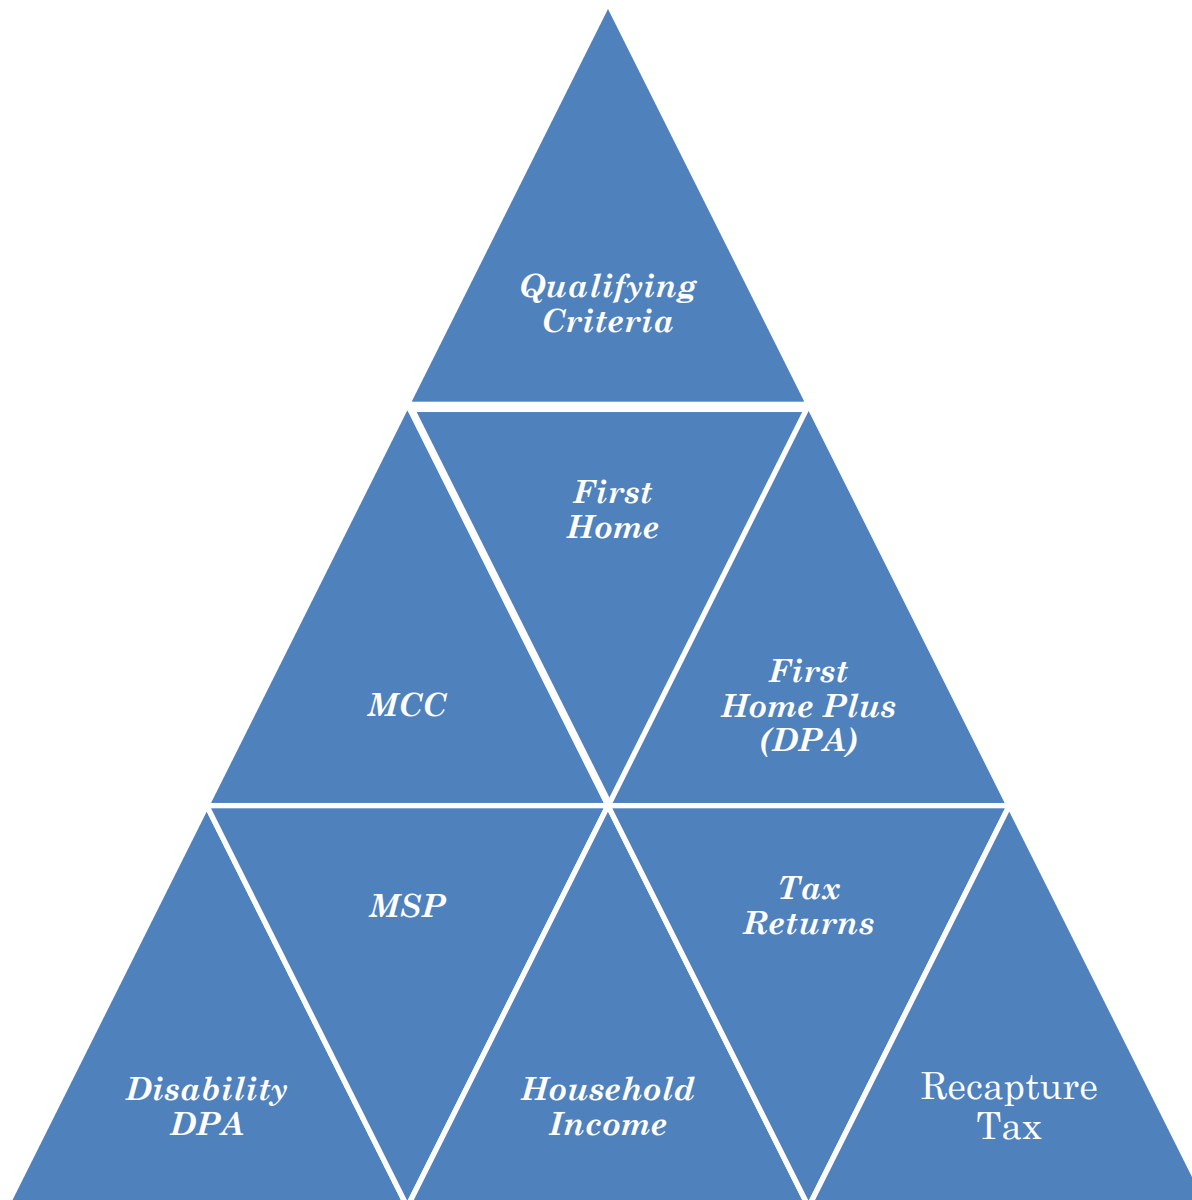 Qualifying
Criteria
First
Home
MCC
First
Home Plus
(DPA)
MSP
Tax
Returns
Disability
DPA
Household
Income
Recapture
Tax